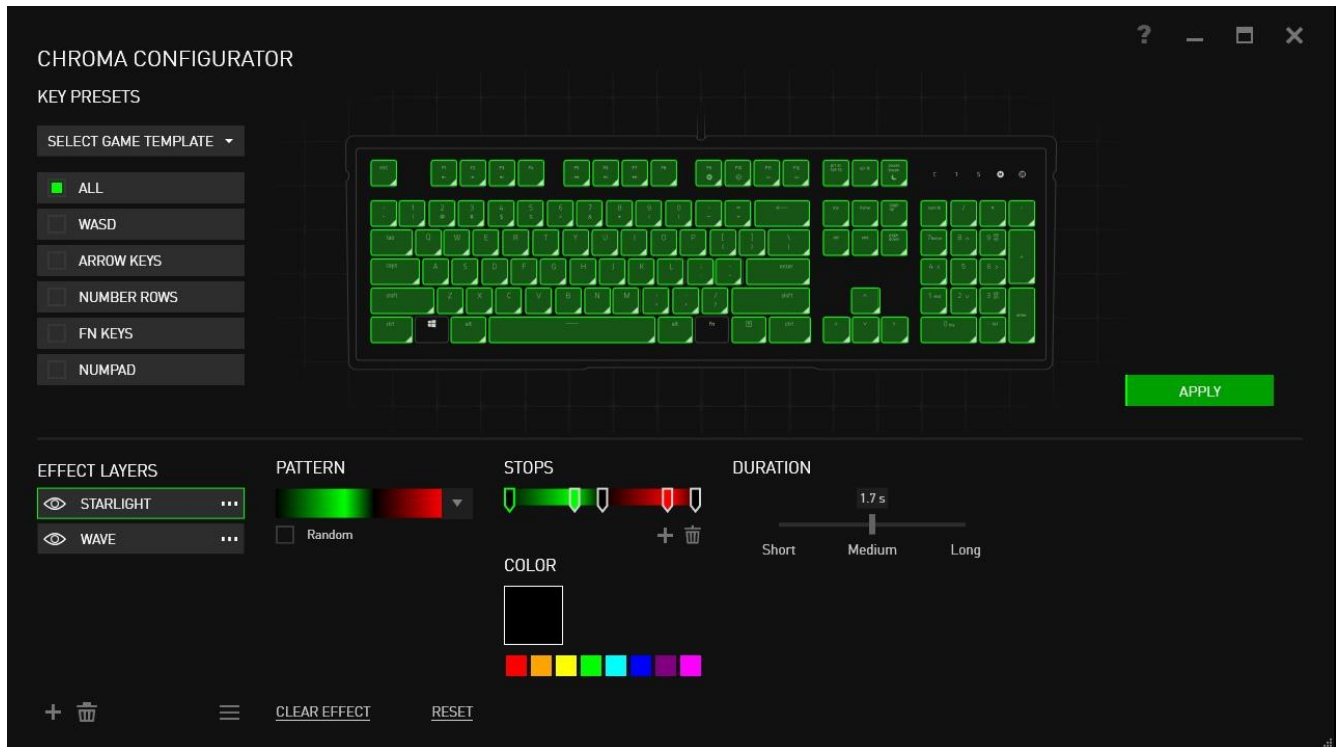 ?
CHROMA CONFIGURATOR
KEY PRESETS
SELECT GAME TEMPLATE
ALL
WASD
ARROW KEYS
NUMBER ROWS
FN KEYS
NUMPAD
Q W E R T Y U I O P
A S D F G H J K L
Z X C V B N M
APPLY
EFFECT LAYERS
STARLIGHT
WAVE
PATTERN
Random
STOPS
COLOR
DURATION
1.7 s
Short Medium Long
CLEAR EFFECT
RESET